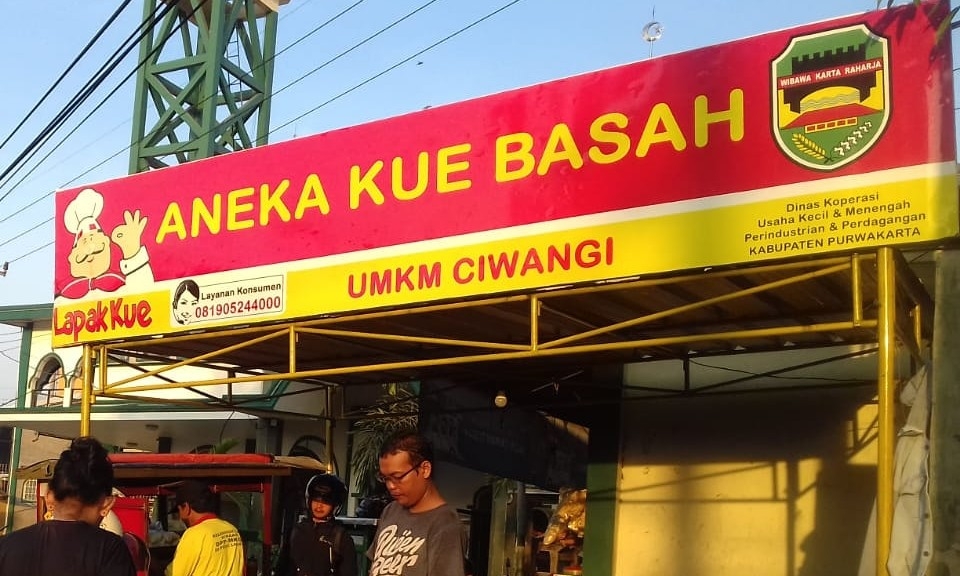 ANEKA KUE BASAH
WIBAWA KARTA RAHARJA
Lapak Kue
Layanan Konsumen
081905244000
UMKM CIWANGI
Dinas Koperasi
Usaha Kecil & Menengah
Perindustrian & Perdagangan
KABUPATEN PURWAKARTA